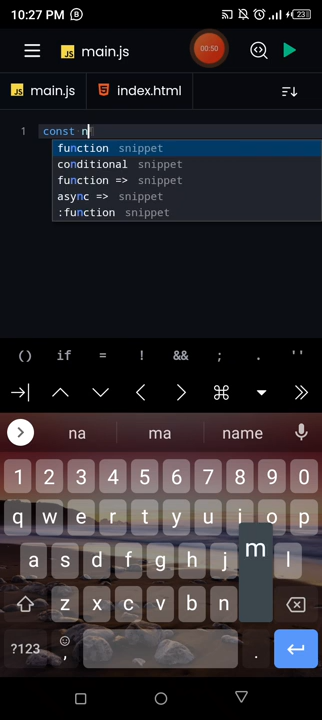 10:27 PM B 23
main.js 00:50
JS main.js 5 index.html
1 const n
function snippet
conditional snippet
function => snippet
async => snippet
:function snippet
() if = ! && ; . ''
na ma name
1 2 3 4 5 6 7 8 9 0
q w e r t y u i o p
a s d f g h j l
m
z x c v b n
?123 , .